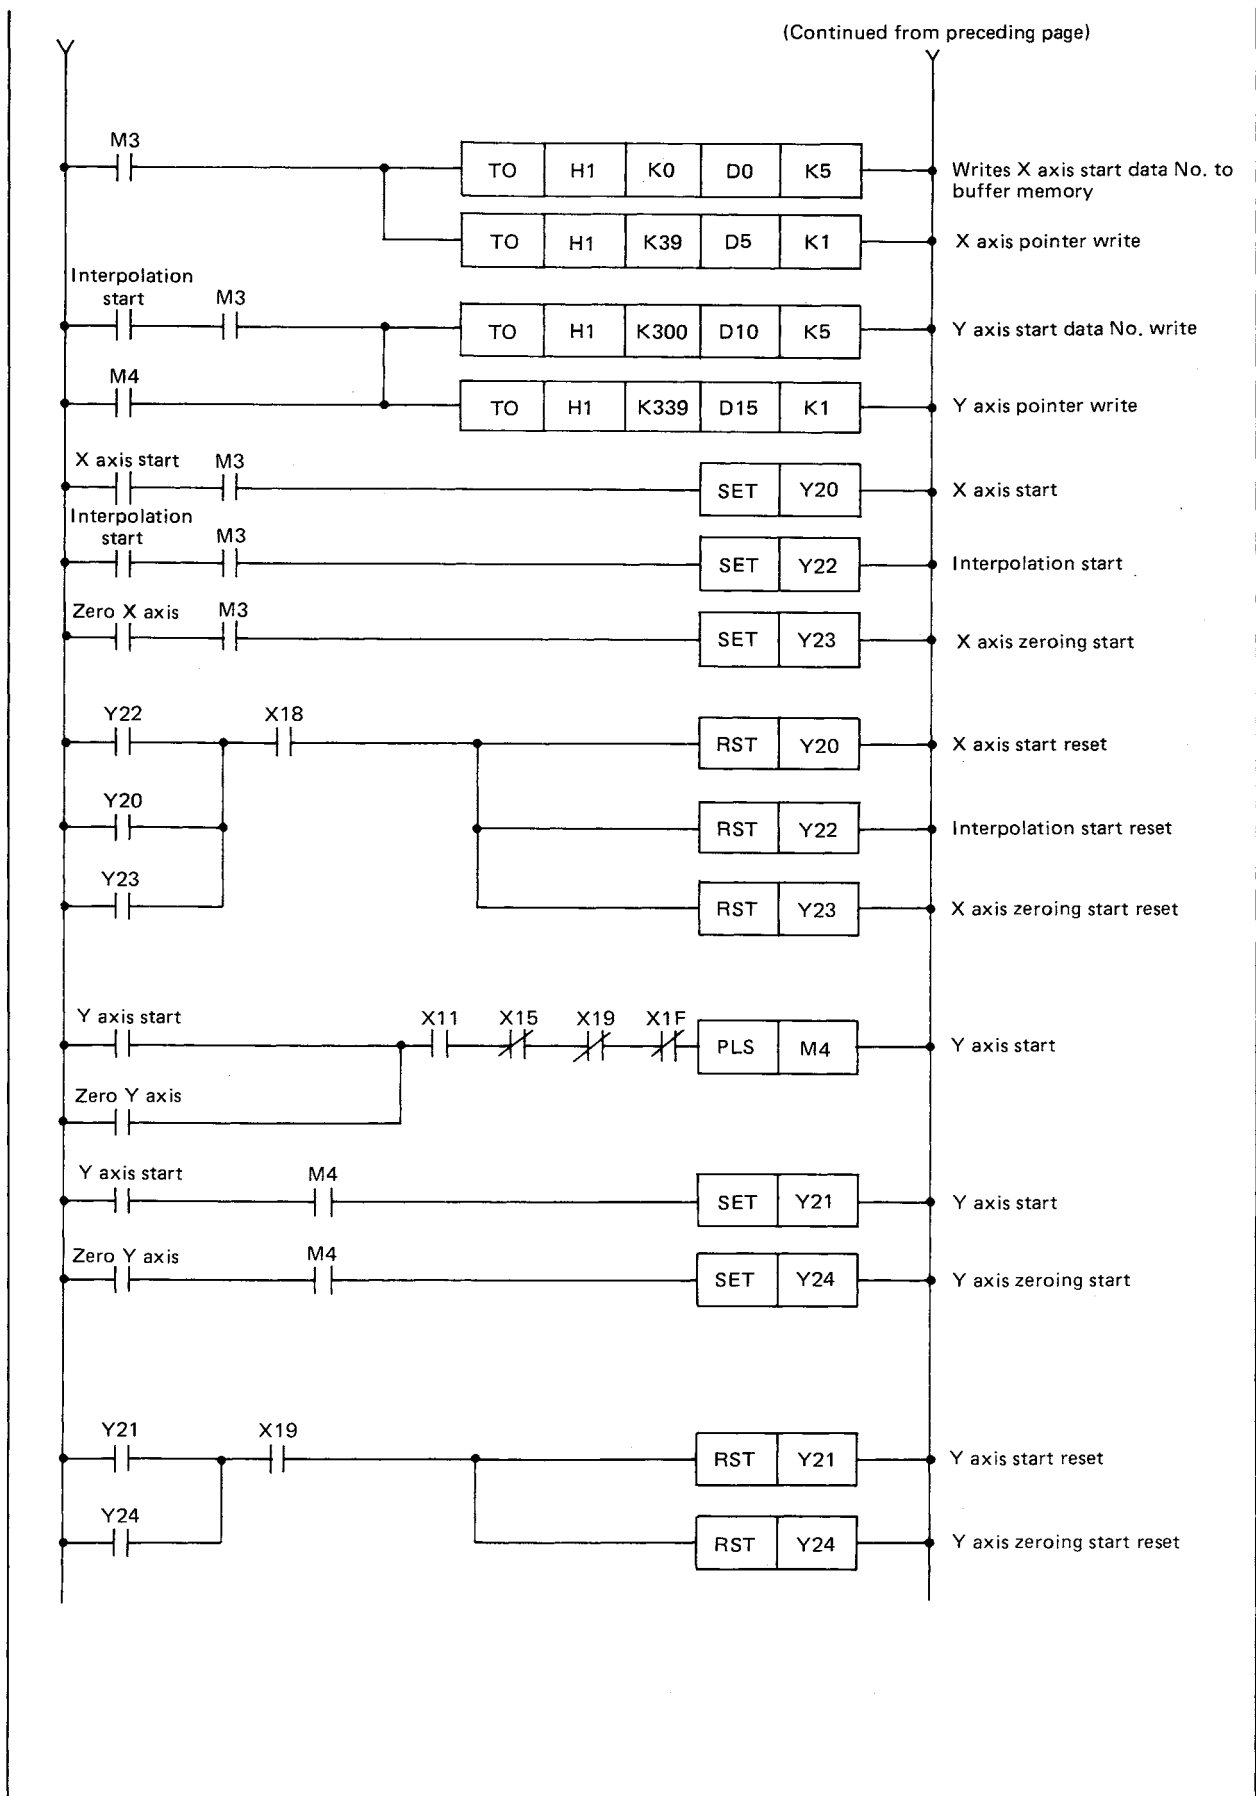 (Continued from preceding page)
M3
TO H1 K0 D0 K5 Writes X axis start data No. to
buffer memory
TO H1 K39 D5 K1 X axis pointer write
Interpolation
start M3
TO H1 K300 D10 K5 Y axis start data No. write
M4
TO H1 K339 D15 K1 Y axis pointer write
X axis start M3
SET Y20 X axis start
Interpolation
start M3
SET Y22 Interpolation start
Zero X axis M3
SET Y23 X axis zeroing start
Y22 X18
RST Y20 X axis start reset
Y20
RST Y22 Interpolation start reset
Y23
RST Y23 X axis zeroing start reset
Y axis start X11 X15 X19 X1F
PLS M4 Y axis start
Zero Y axis
Y axis start M4
SET Y21 Y axis start
Zero Y axis M4
SET Y24 Y axis zeroing start
Y21 X19
RST Y21 Y axis start reset
Y24
RST Y24 Y axis zeroing start reset